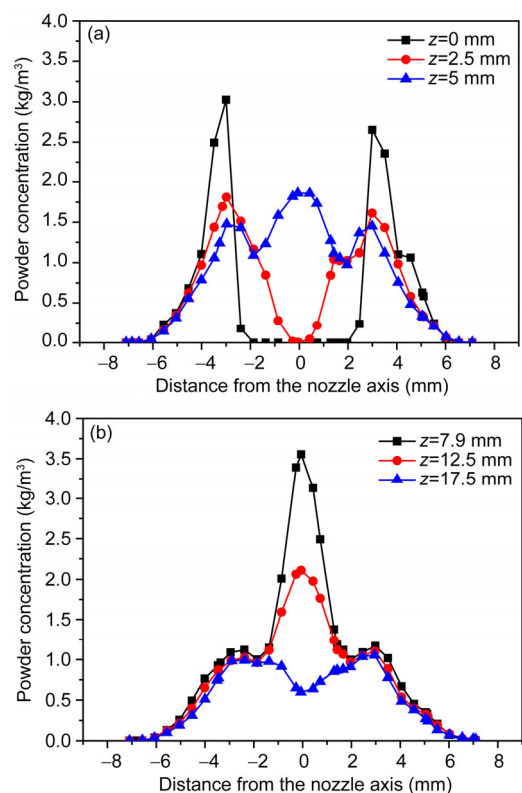 (a)
z=0 mm
z=2.5 mm
z=5 mm
Powder concentration (kg/m³)
4.0
3.5
3.0
2.5
2.0
1.5
1.0
0.5
0.0
−8 −6 −4 −2 0 2 4 6 8
Distance from the nozzle axis (mm)
(b)
z=7.9 mm
z=12.5 mm
z=17.5 mm
Powder concentration (kg/m³)
4.0
3.5
3.0
2.5
2.0
1.5
1.0
0.5
0.0
−8 −6 −4 −2 0 2 4 6 8
Distance from the nozzle axis (mm)